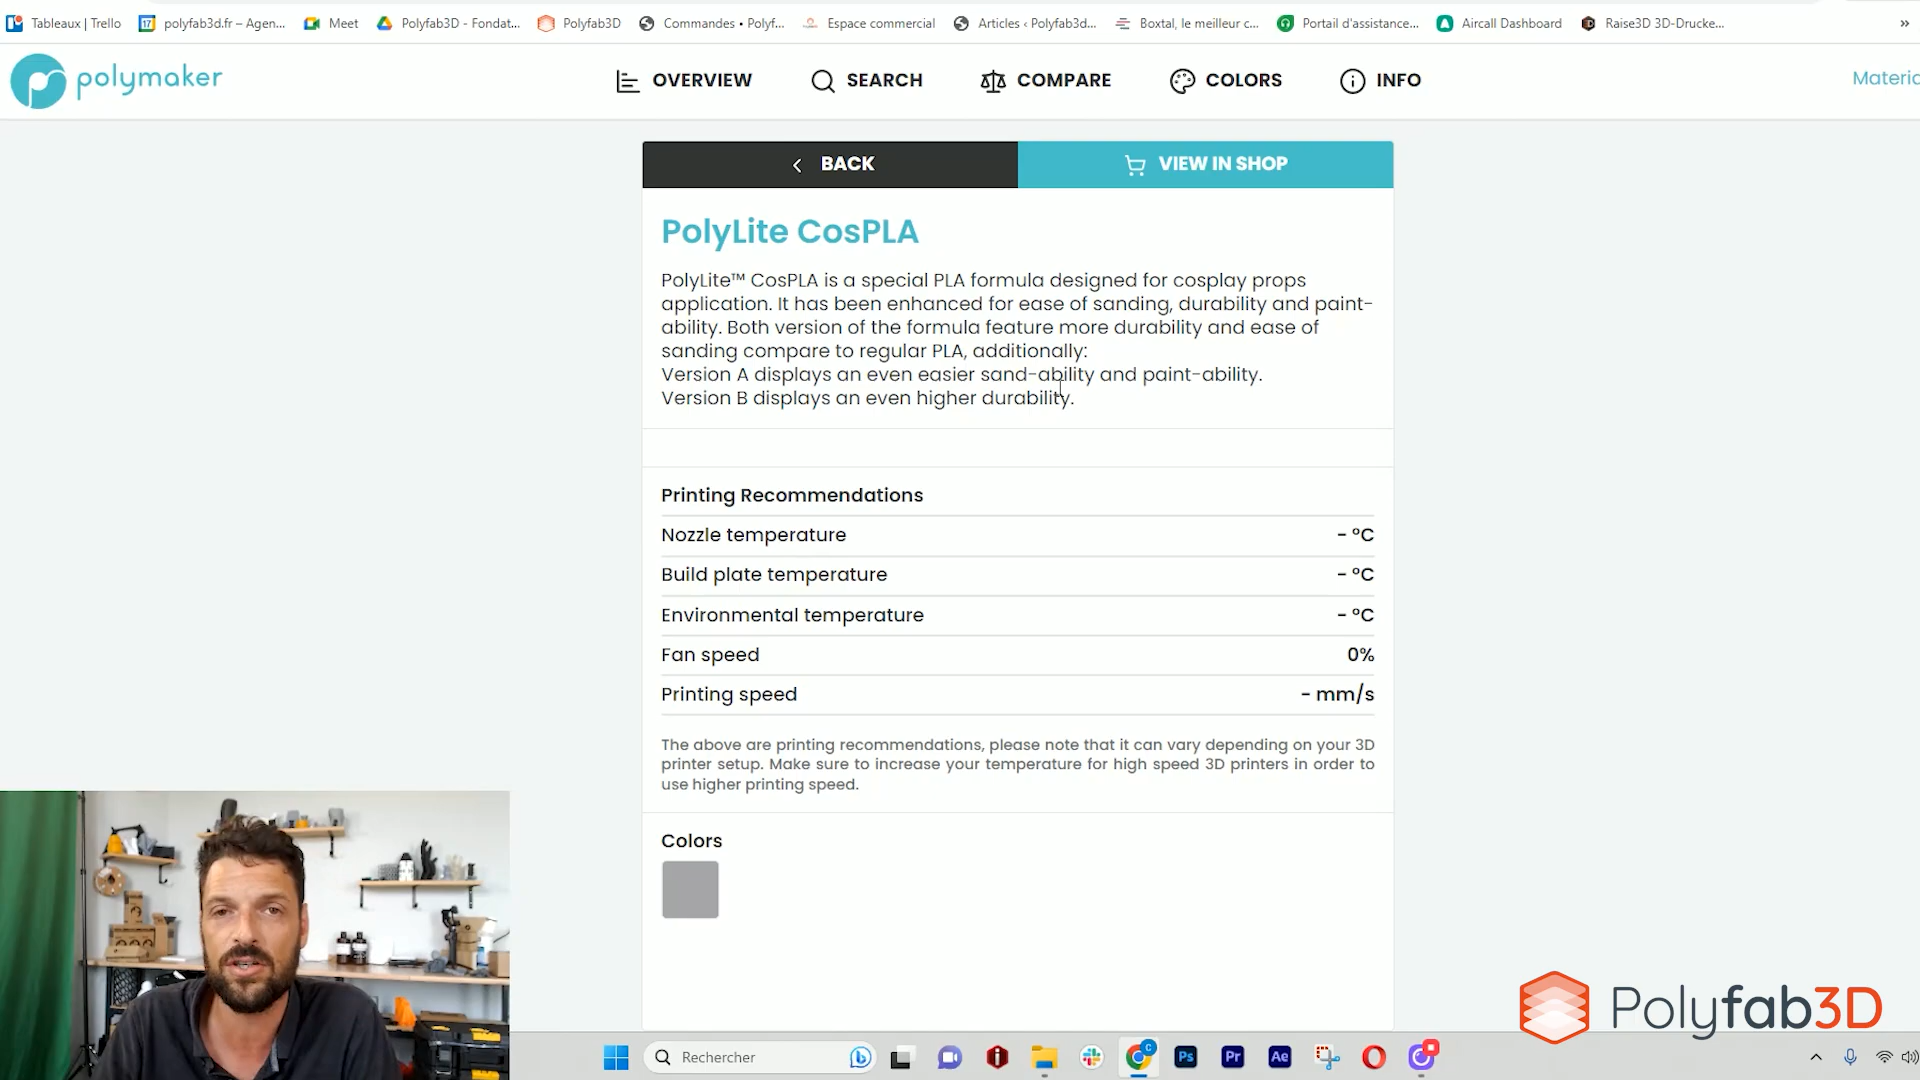 Tableaux | Trello
polyfab3d.fr – Agen...
Meet
Polyfab3D - Fondat...
Polyfab3D
Commandes • Polyf...
Espace commercial
Articles ‹ Polyfab3d...
Boxtal, le meilleur c...
Portail d'assistance...
Aircall Dashboard
Raise3D 3D-Drucke...
»
polymaker
OVERVIEW
SEARCH
COMPARE
COLORS
INFO
Materic
BACK
VIEW IN SHOP
PolyLite CosPLA
PolyLite™ CosPLA is a special PLA formula designed for cosplay props
application. It has been enhanced for ease of sanding, durability and paint-
ability. Both version of the formula feature more durability and ease of
sanding compare to regular PLA, additionally:
Version A displays an even easier sand-ability and paint-ability.
Version B displays an even higher durability.
Printing Recommendations
Nozzle temperature - °C
Build plate temperature - °C
Environmental temperature - °C
Fan speed 0%
Printing speed - mm/s
The above are printing recommendations, please note that it can vary depending on your 3D
printer setup. Make sure to increase your temperature for high speed 3D printers in order to
use higher printing speed.
Colors
Polyfab3D
Rechercher
C
Ps
Pr
Ae